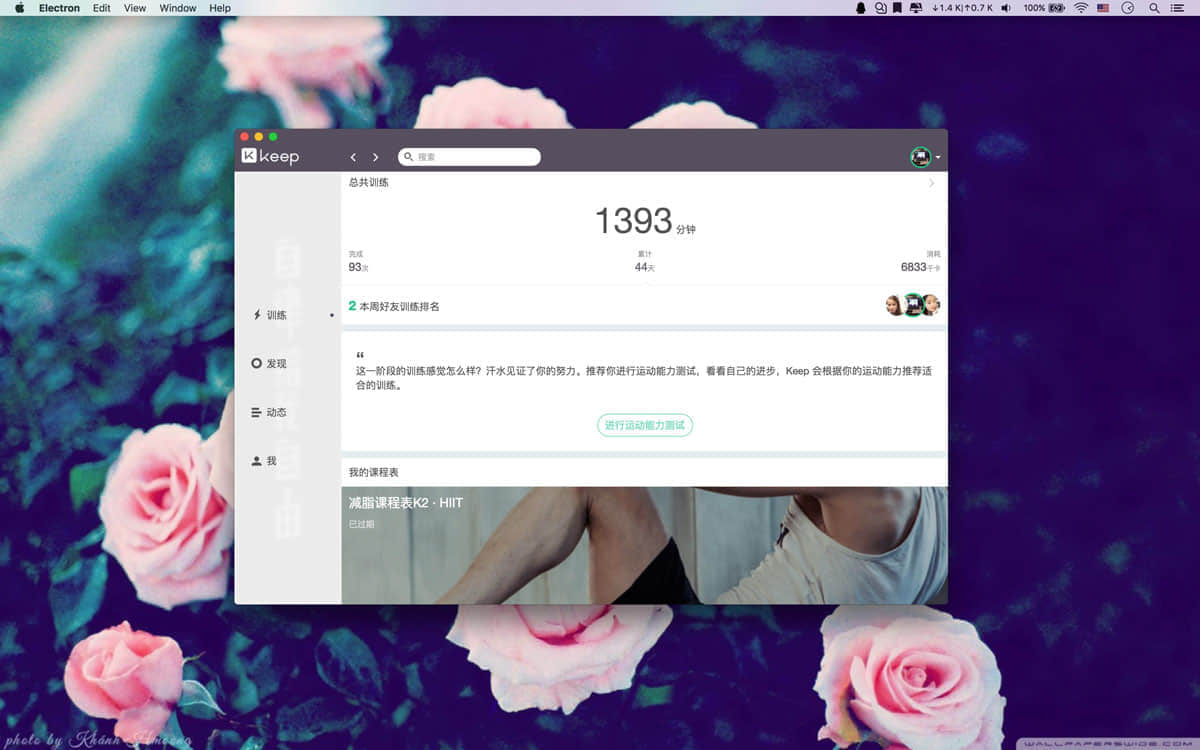 Electron Edit View Window Help
↓1.4 K|↑0.7 K 100%
keep
搜索
总共训练
1393 分钟
完成 累计 消耗
93次 44天 6833千卡
2 本周好友训练排名
训练
发现
动态
我
自律给我自由
“
这一阶段的训练感觉怎么样？汗水见证了你的努力。推荐你进行运动能力测试，看看自己的进步，Keep 会根据你的运动能力推荐适
合的训练。
进行运动能力测试
我的课程表
减脂课程表K2 · HIIT
已过期
photo by Khánh Hmoong
WALLPAPERSWIDE.COM